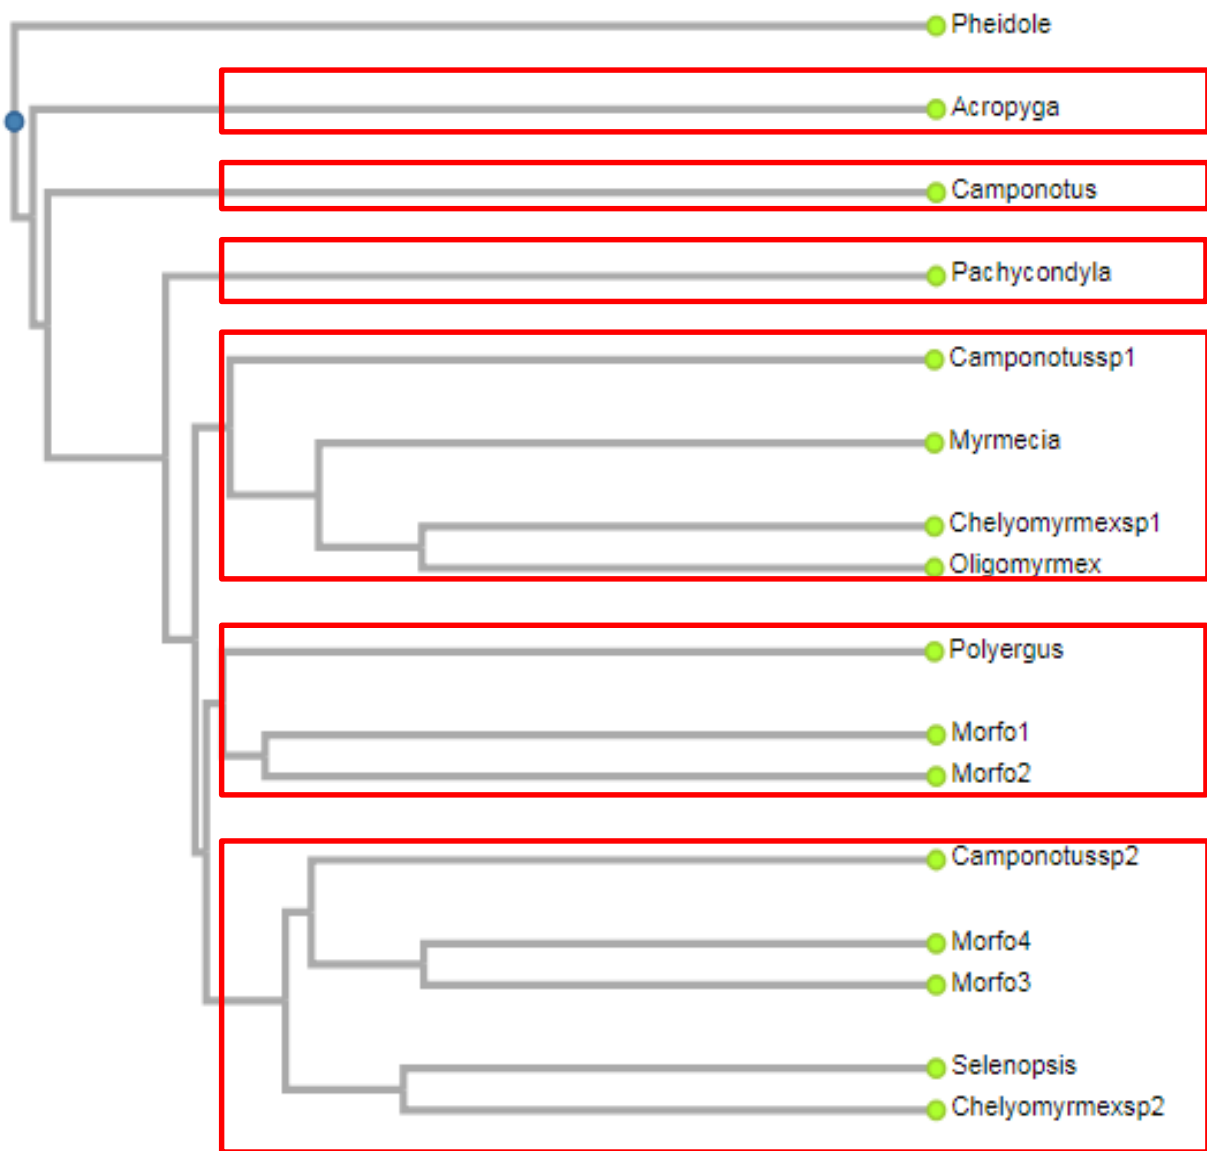 Pheidole
Acropyga
Camponotus
Pachycondyla
Camponotussp1
Myrmecia
Chelyomyrmexsp1
Oligomyrmex
Polyergus
Morfo1
Morfo2
Camponotussp2
Morfo4
Morfo3
Selenopsis
Chelyomyrmexsp2